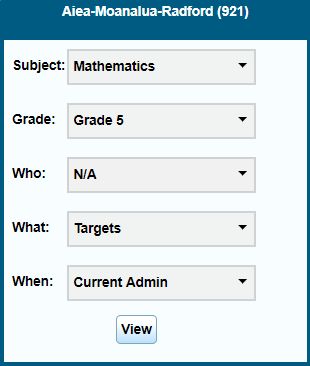 Aiea-Moanalua-Radford (921)
Subject: Mathematics
Grade: Grade 5
Who: N/A
What: Targets
When: Current Admin
View